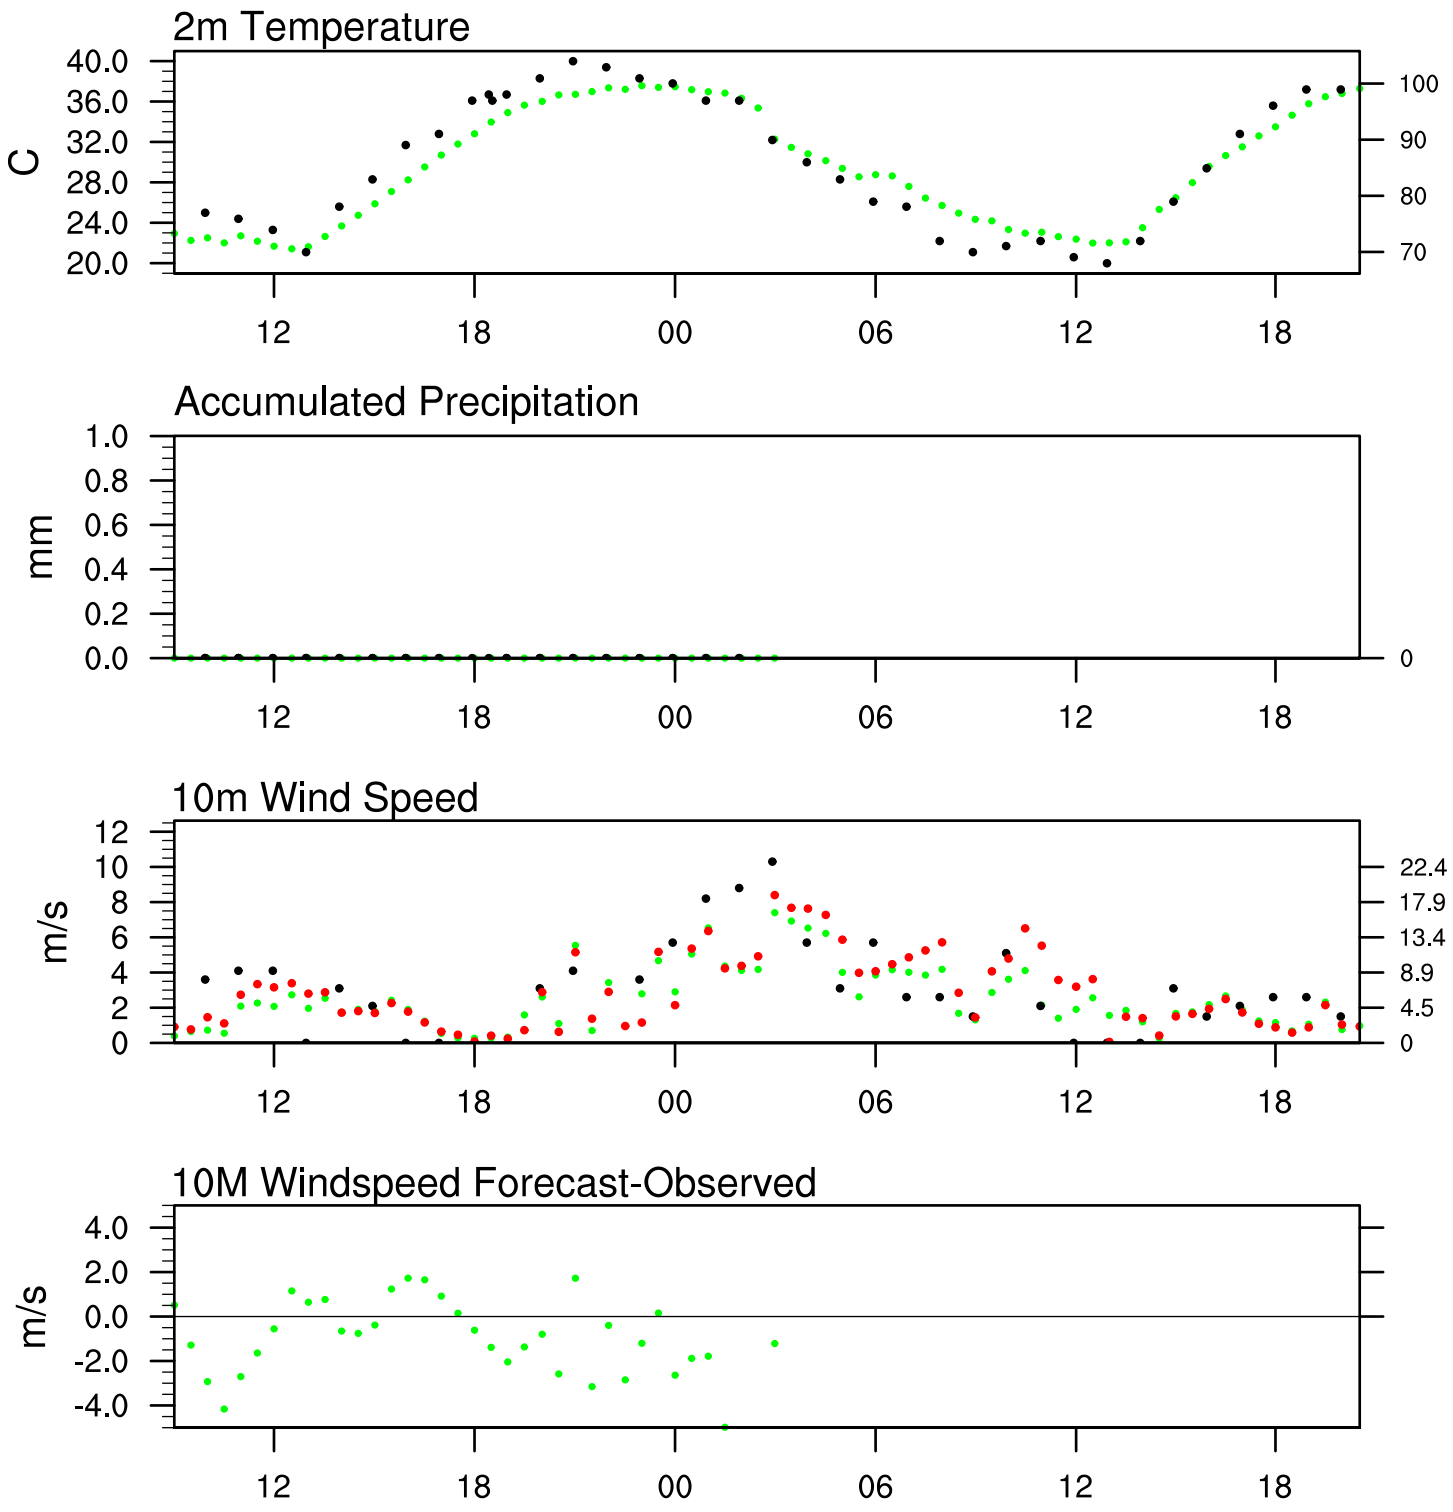 2m Temperature
40.0
36.0
32.0
28.0
24.0
20.0
C
100
90
80
70
12 18 00 06 12 18
Accumulated Precipitation
1.0
0.8
0.6
0.4
0.2
0.0
mm
0
12 18 00 06 12 18
10m Wind Speed
12
10
8
6
4
2
0
m/s
22.4
17.9
13.4
8.9
4.5
0
12 18 00 06 12 18
10M Windspeed Forecast-Observed
4.0
2.0
0.0
-2.0
-4.0
m/s
12 18 00 06 12 18